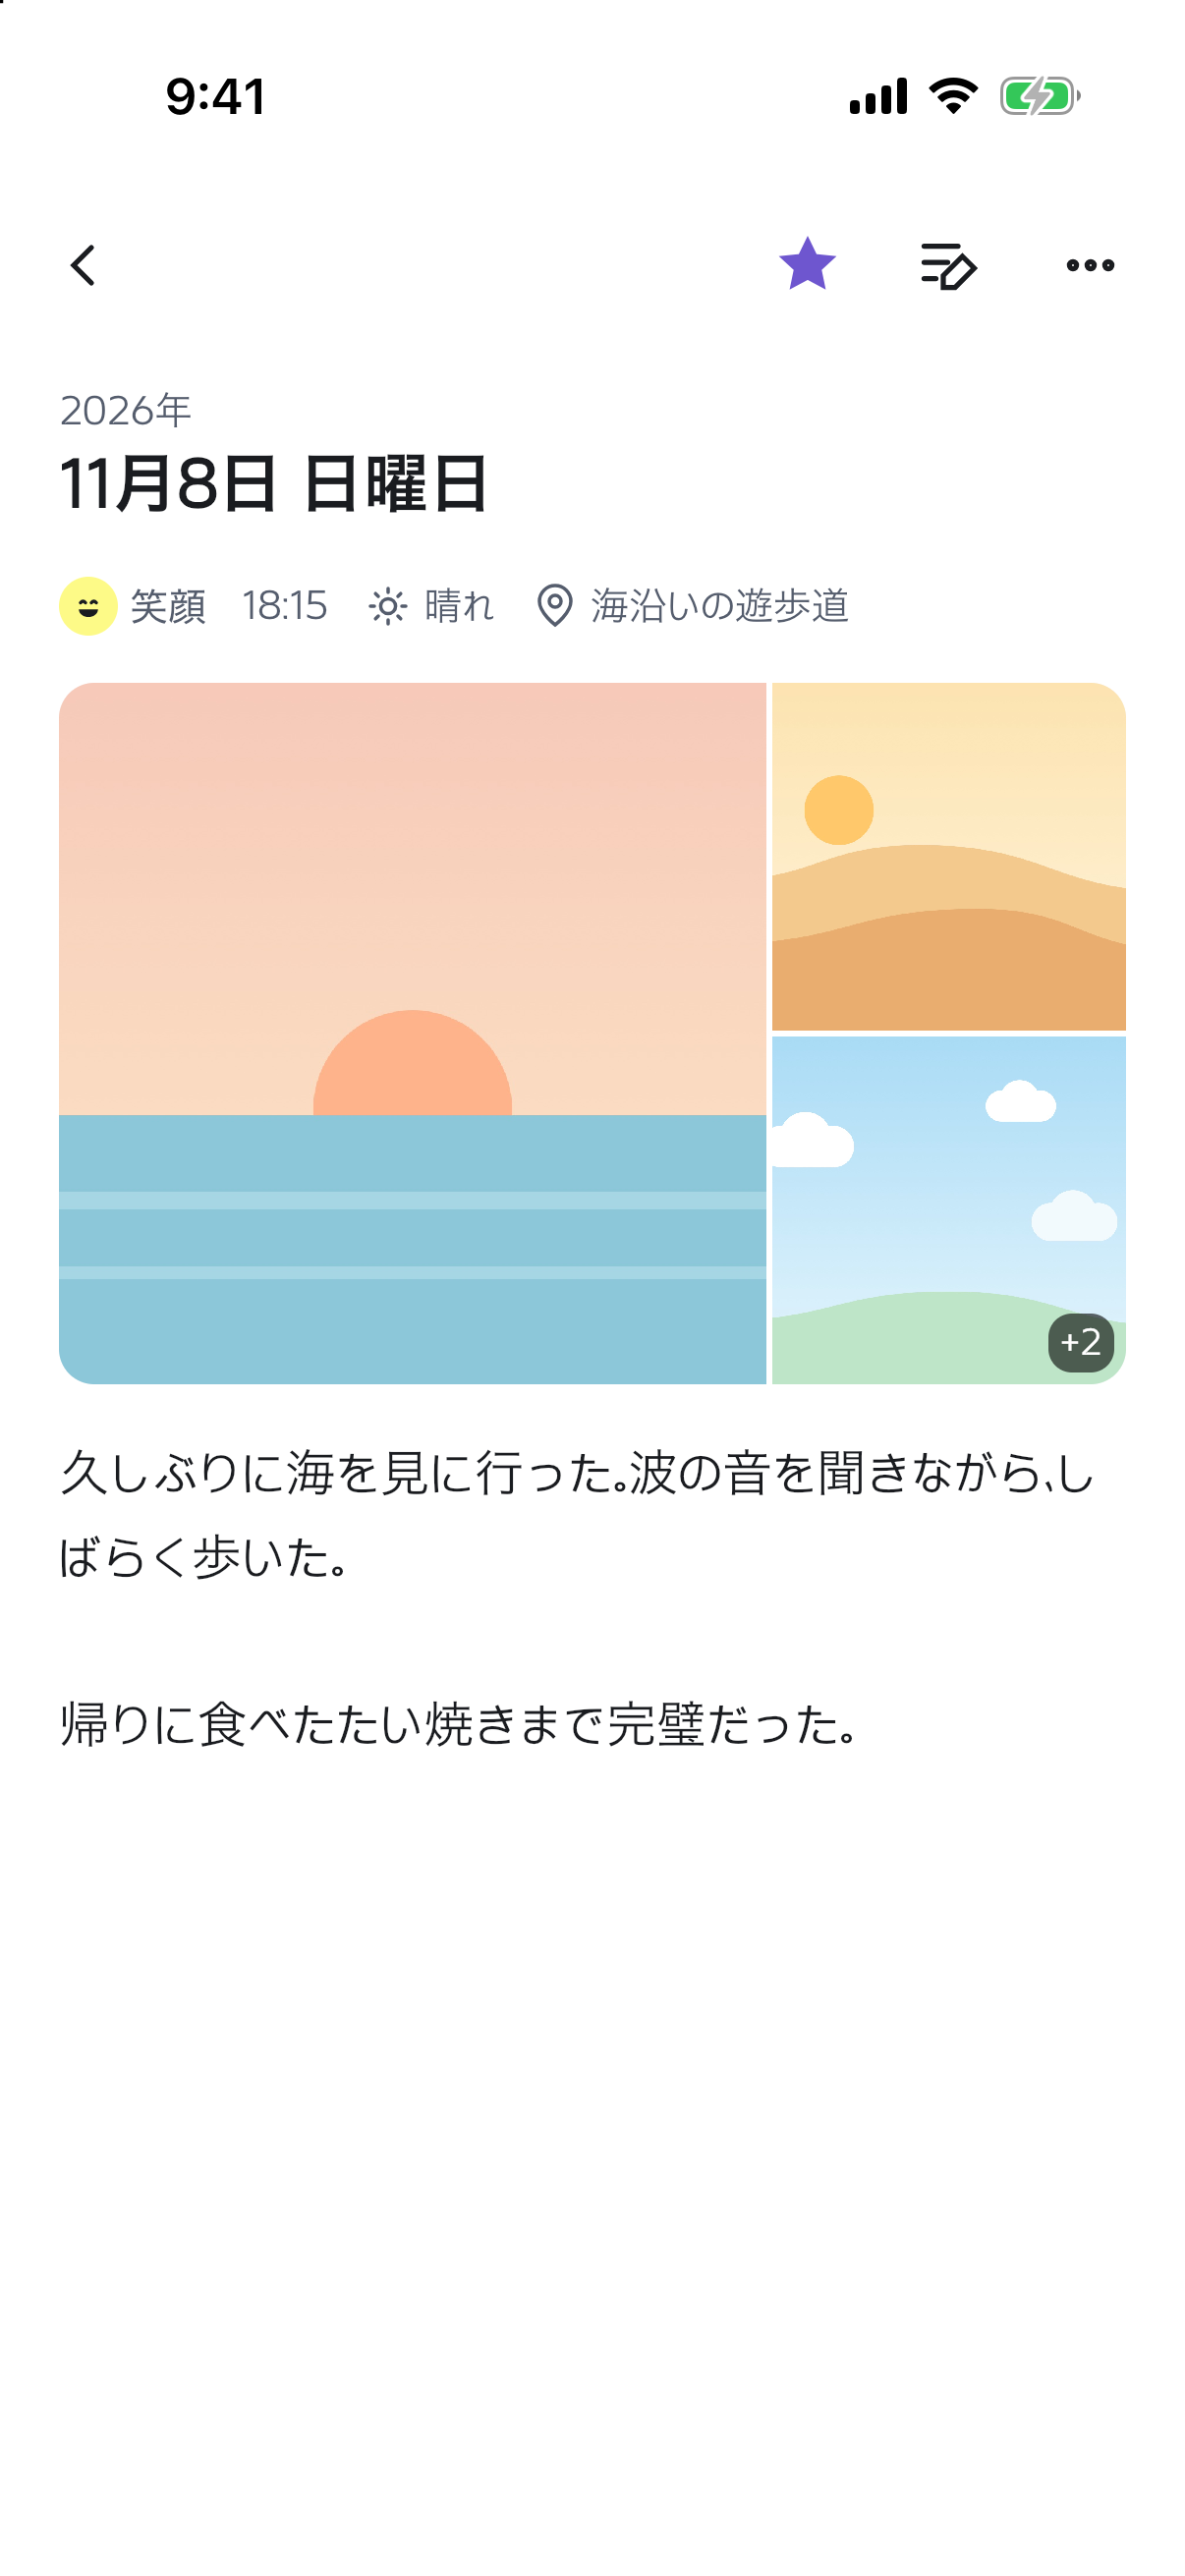 9:41
2026年
11月8日 日曜日
笑顔 18:15 晴れ 海沿いの遊歩道
+2
久しぶりに海を見に行った。波の音を聞きながら、し
ばらく歩いた。
帰りに食べたたい焼きまで完璧だった。